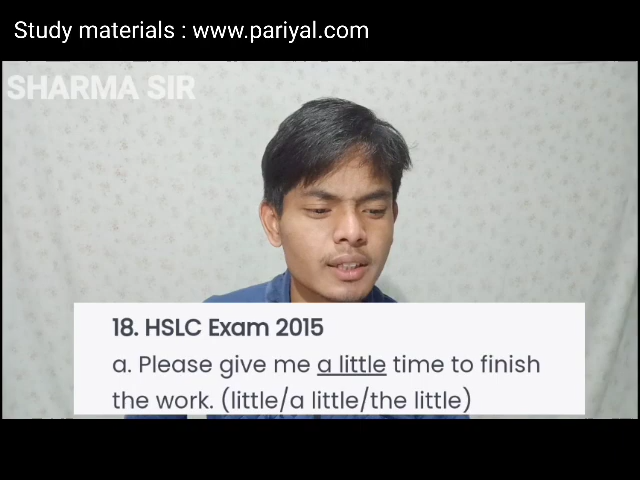 Study materials : www.pariyal.com
SHARMA SIR
18. HSLC Exam 2015
a. Please give me a little time to finish
the work. (little/a little/the little)